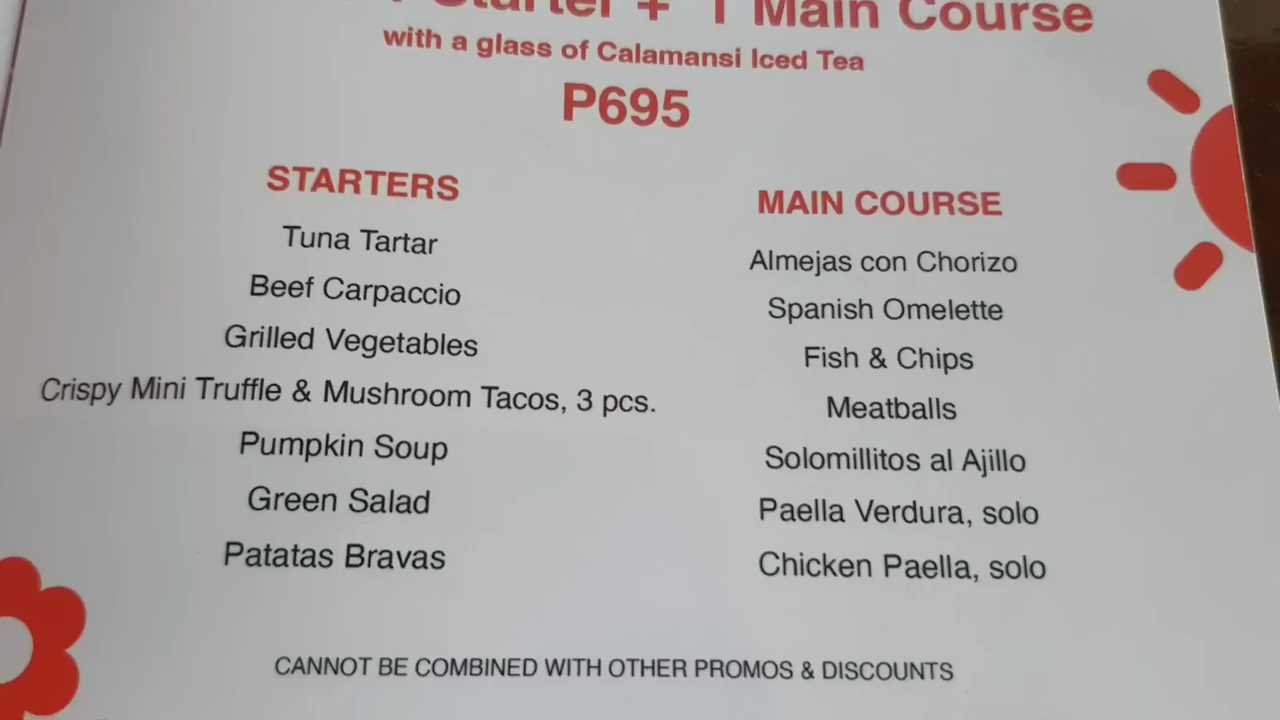 Starter + 1 Main Course
with a glass of Calamansi Iced Tea
P695
STARTERS
Tuna Tartar
Beef Carpaccio
Grilled Vegetables
Crispy Mini Truffle & Mushroom Tacos, 3 pcs.
Pumpkin Soup
Green Salad
Patatas Bravas
MAIN COURSE
Almejas con Chorizo
Spanish Omelette
Fish & Chips
Meatballs
Solomillitos al Ajillo
Paella Verdura, solo
Chicken Paella, solo
CANNOT BE COMBINED WITH OTHER PROMOS & DISCOUNTS